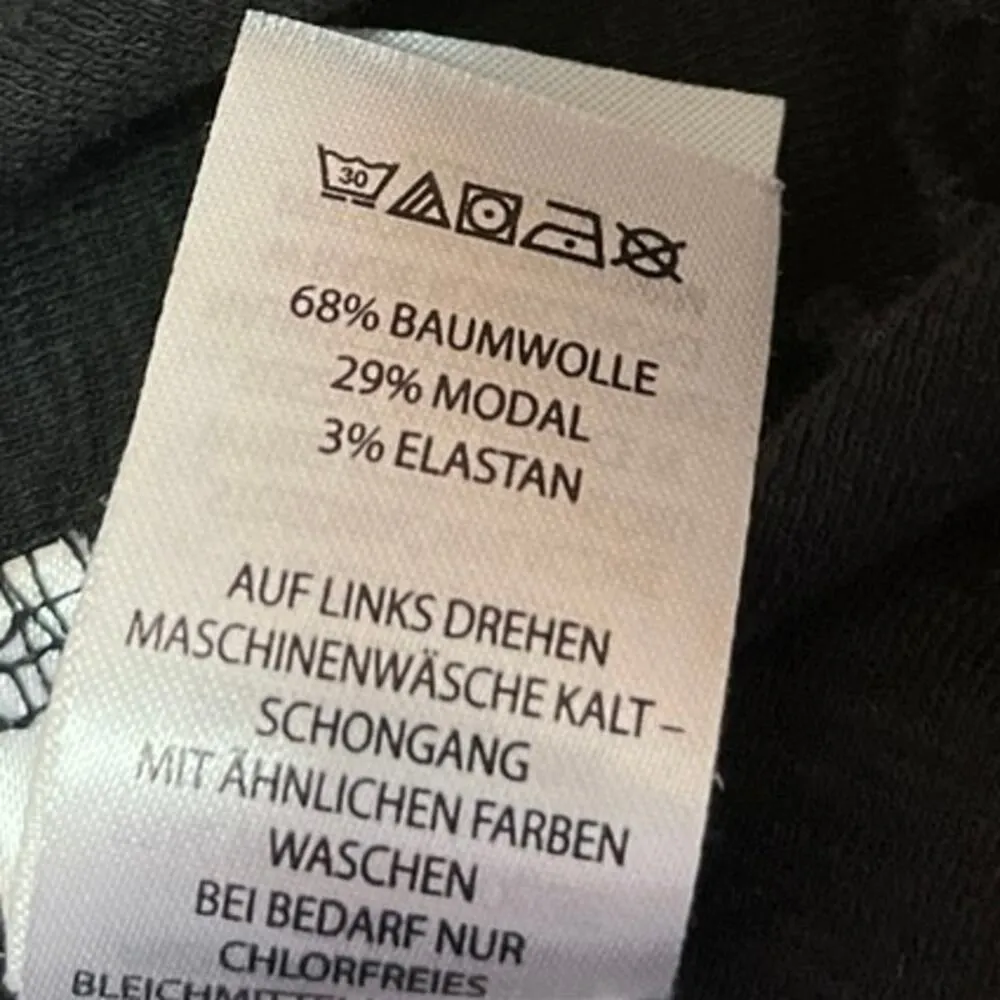 30
68% BAUMWOLLE
29% MODAL
3% ELASTAN
AUF LINKS DREHEN
MASCHINENWÄSCHE KALT –
SCHONGANG
MIT ÄHNLICHEN FARBEN
WASCHEN
BEI BEDARF NUR
CHLORFREIES